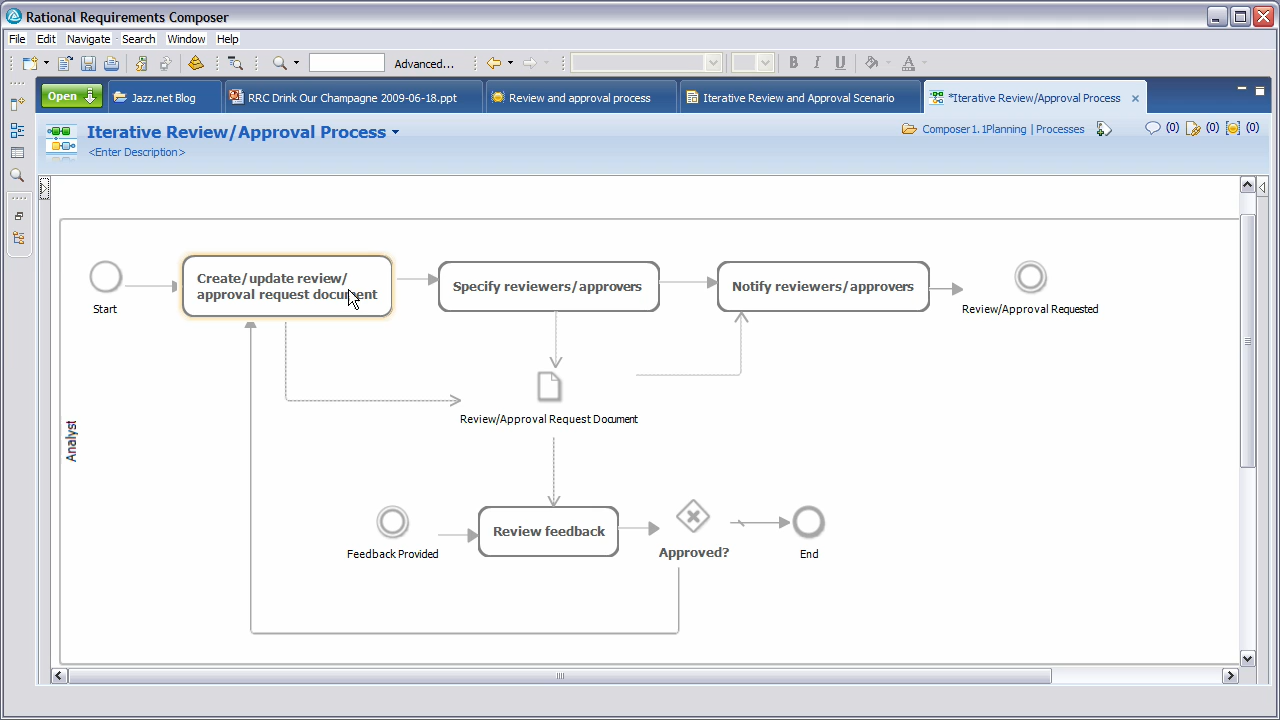 Rational Requirements Composer
File Edit Navigate Search Window Help
Advanced...
B I U A
Open Jazz.net Blog RRC Drink Our Champagne 2009-06-18.ppt Review and approval process Iterative Review and Approval Scenario *Iterative Review/Approval Process
Iterative Review/Approval Process
Composer1.1Planning | Processes (0) (0) (0)
<Enter Description>
Create/update review/
approval request document
Specify reviewers/approvers
Notify reviewers/approvers
Start
Review/Approval Requested
Review/Approval Request Document
Analyst
Review feedback
Feedback Provided
Approved?
End